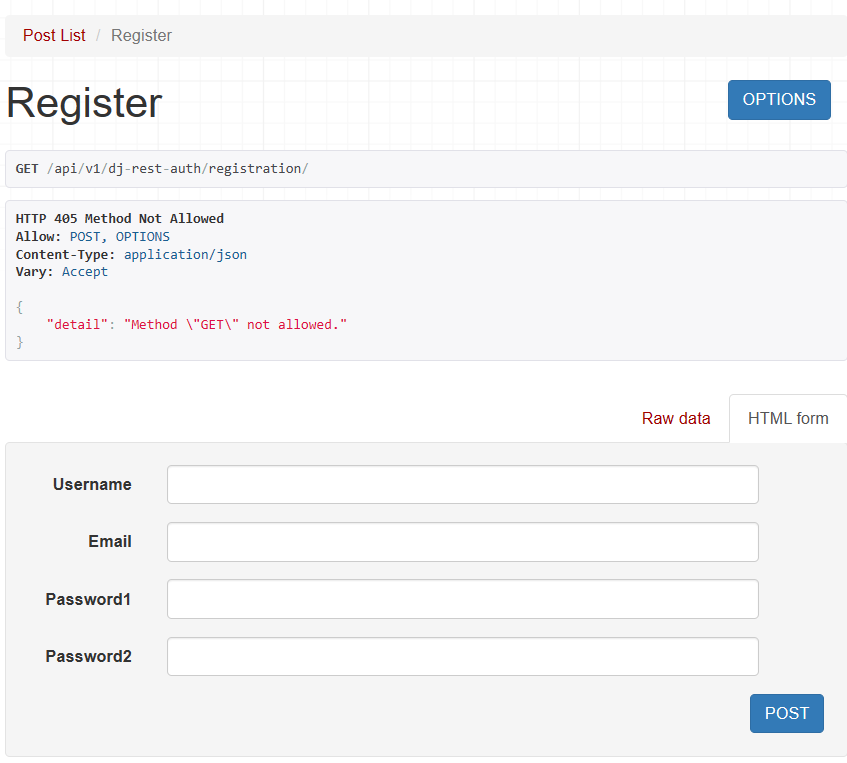 Post List / Register
Register
OPTIONS
GET /api/v1/dj-rest-auth/registration/
HTTP 405 Method Not Allowed
Allow: POST, OPTIONS
Content-Type: application/json
Vary: Accept
{
    "detail": "Method \"GET\" not allowed."
}
Raw data
HTML form
Username
Email
Password1
Password2
POST